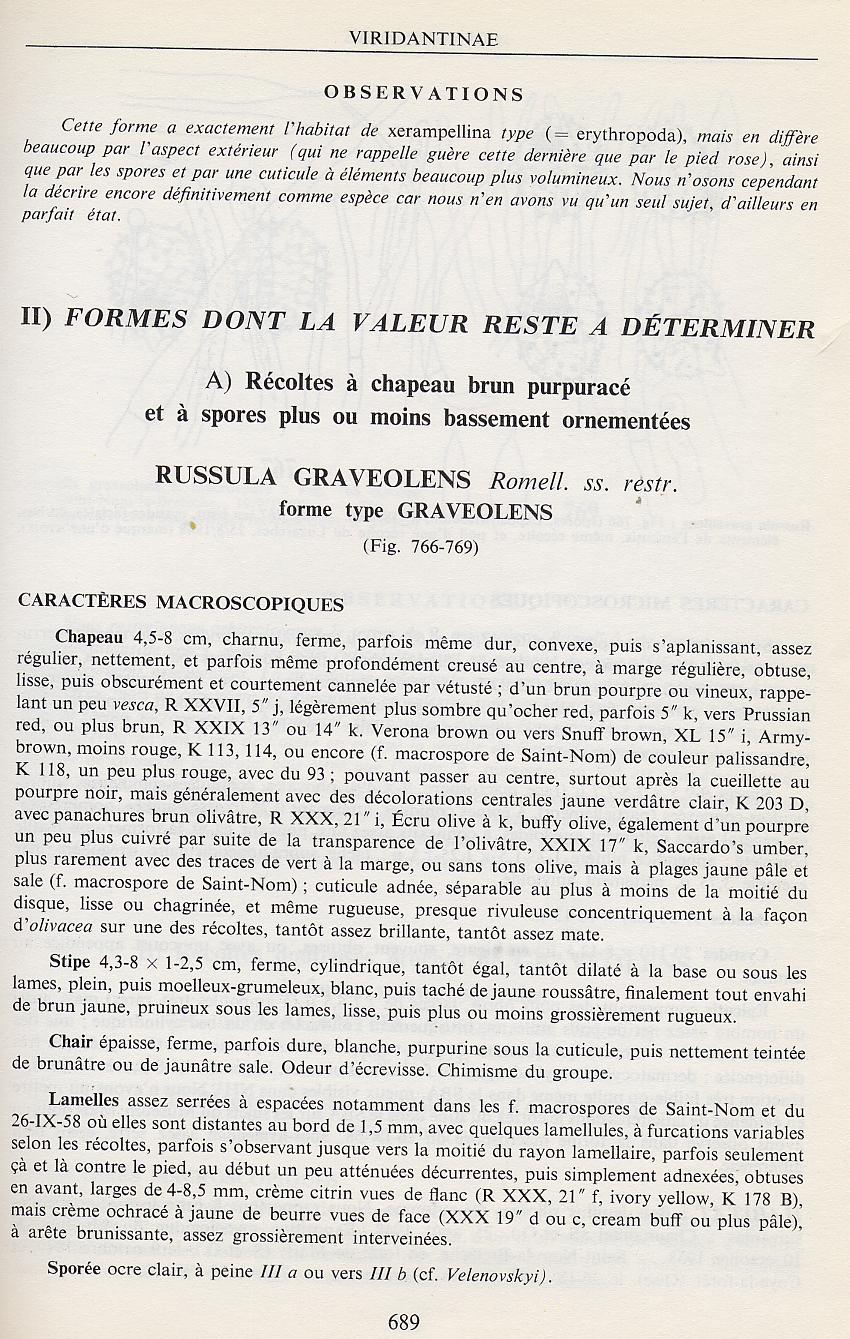 VIRIDANTINAE
OBSERVATIONS
Cette forme a exactement l'habitat de xerampellina type (= erythropoda), mais en diffère
beaucoup par l'aspect extérieur (qui ne rappelle guère cette dernière que par le pied rose), ainsi
que par les spores et par une cuticule à éléments beaucoup plus volumineux. Nous n'osons cependant
la décrire encore définitivement comme espèce car nous n'en avons vu qu'un seul sujet, d'ailleurs en
parfait état.
II) FORMES DONT LA VALEUR RESTE A DÉTERMINER
A) Récoltes à chapeau brun purpuracé
et à spores plus ou moins bassement ornementées
RUSSULA GRAVEOLENS Romell. ss. restr.
forme type GRAVEOLENS
(Fig. 766-769)
CARACTÈRES MACROSCOPIQUES
Chapeau 4,5-8 cm, charnu, ferme, parfois même dur, convexe, puis s'aplanissant, assez
régulier, nettement, et parfois même profondément creusé au centre, à marge régulière, obtuse,
lisse, puis obscurément et courtement cannelée par vétusté ; d'un brun pourpre ou vineux, rappe-
lant un peu vesca, R XXVII, 5″ j, légèrement plus sombre qu'ocher red, parfois 5″ k, vers Prussian
red, ou plus brun, R XXIX 13″ ou 14″ k. Verona brown ou vers Snuff brown, XL 15″ i, Army-
brown, moins rouge, K 113, 114, ou encore (f. macrospore de Saint-Nom) de couleur palissandre,
K 118, un peu plus rouge, avec du 93 ; pouvant passer au centre, surtout après la cueillette au
pourpre noir, mais généralement avec des décolorations centrales jaune verdâtre clair, K 203 D,
avec panachures brun olivâtre, R XXX, 21″ i, Écru olive à k, buffy olive, également d'un pourpre
un peu plus cuivré par suite de la transparence de l'olivâtre, XXIX 17″ k, Saccardo's umber,
plus rarement avec des traces de vert à la marge, ou sans tons olive, mais à plages jaune pâle et
sale (f. macrospore de Saint-Nom) ; cuticule adnée, séparable au plus à moins de la moitié du
disque, lisse ou chagrinée, et même rugueuse, presque rivuleuse concentriquement à la façon
d'olivacea sur une des récoltes, tantôt assez brillante, tantôt assez mate.
Stipe 4,3-8 × 1-2,5 cm, ferme, cylindrique, tantôt égal, tantôt dilaté à la base ou sous les
lames, plein, puis moelleux-grumeleux, blanc, puis taché de jaune roussâtre, finalement tout envahi
de brun jaune, pruineux sous les lames, lisse, puis plus ou moins grossièrement rugueux.
Chair épaisse, ferme, parfois dure, blanche, purpurine sous la cuticule, puis nettement teintée
de brunâtre ou de jaunâtre sale. Odeur d'écrevisse. Chimisme du groupe.
Lamelles assez serrées à espacées notamment dans les f. macrospores de Saint-Nom et du
26-IX-58 où elles sont distantes au bord de 1,5 mm, avec quelques lamellules, à furcations variables
selon les récoltes, parfois s'observant jusque vers la moitié du rayon lamellaire, parfois seulement
çà et là contre le pied, au début un peu atténuées décurrentes, puis simplement adnexées, obtuses
en avant, larges de 4-8,5 mm, crème citrin vues de flanc (R XXX, 21″ f, ivory yellow, K 178 B),
mais crème ochracé à jaune de beurre vues de face (XXX 19″ d ou c, cream buff ou plus pâle),
à arête brunissante, assez grossièrement interveinées.
Sporée ocre clair, à peine III a ou vers III b (cf. Velenovskyi).
689